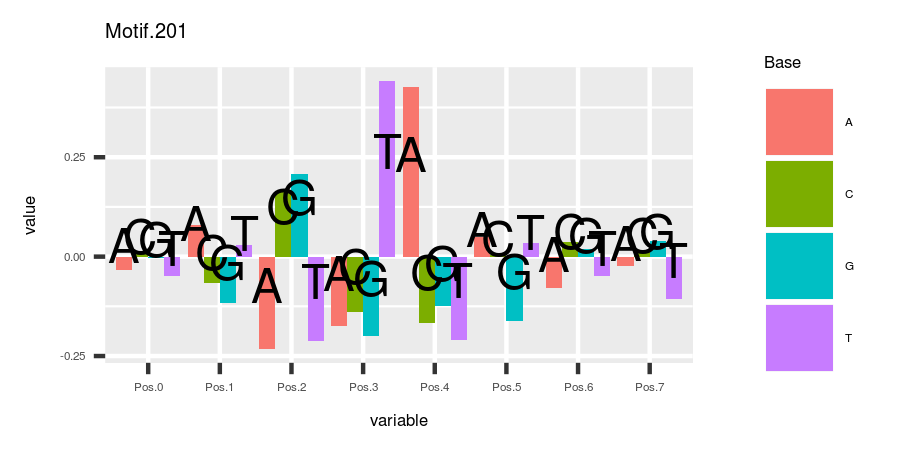 Motif.201
Base
A
C
G
T
value
0.25
0.00
-0.25
A C G T A C G T A C G T A C G T A C G T A C G T A C G T A C G T
Pos.0 Pos.1 Pos.2 Pos.3 Pos.4 Pos.5 Pos.6 Pos.7
variable